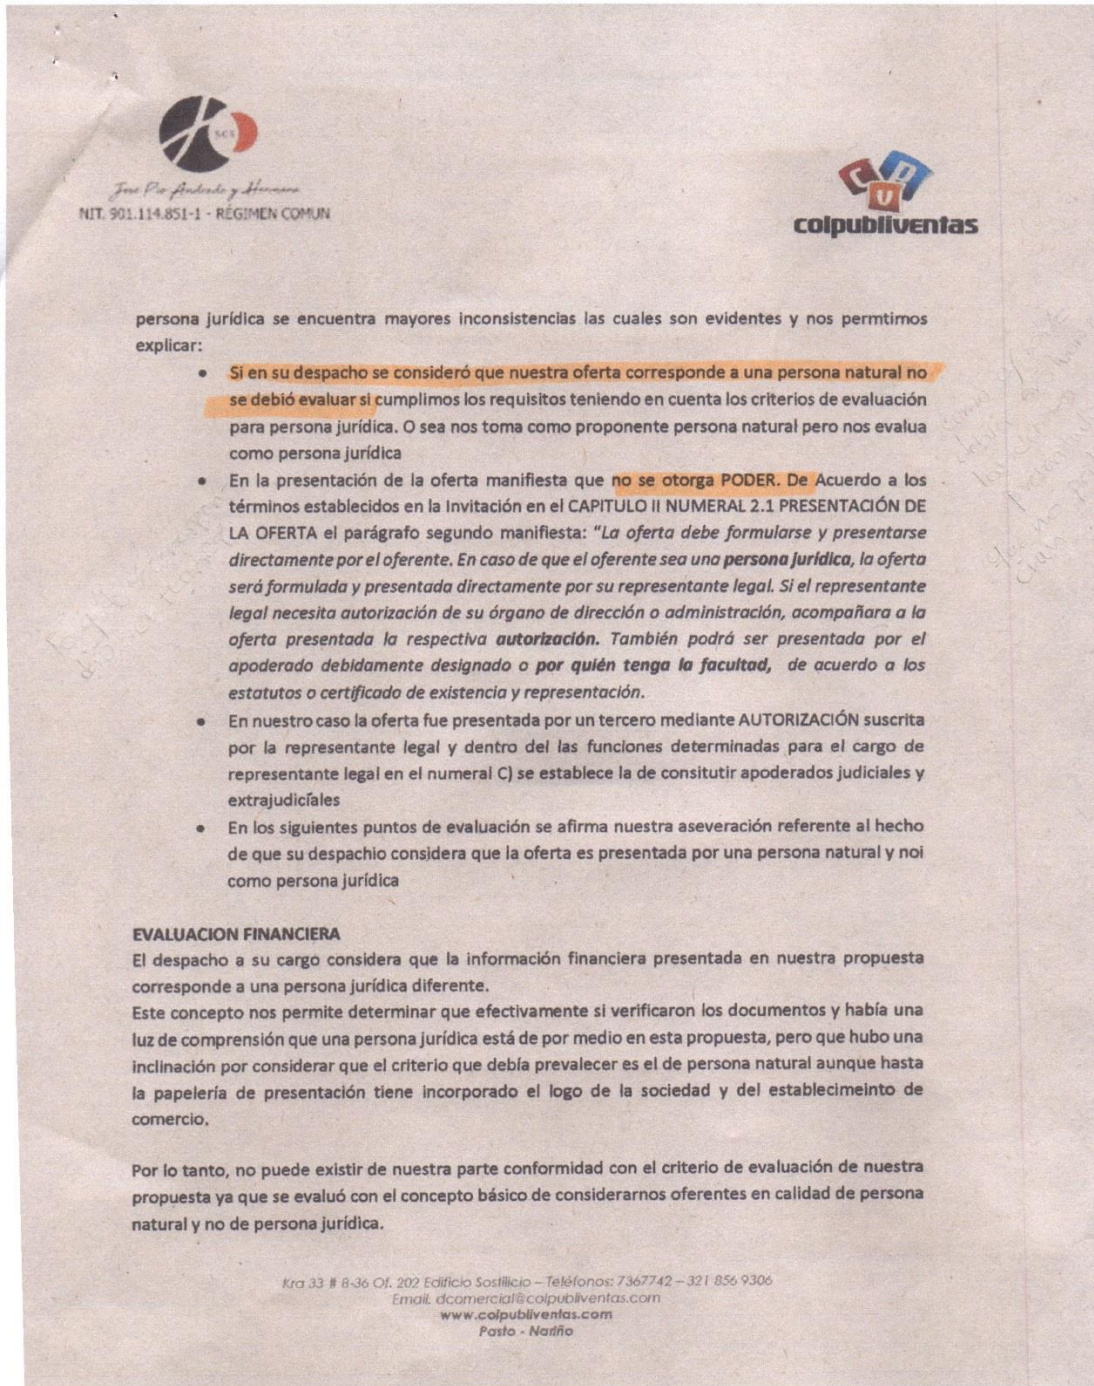 SCS
Jose Pio Andrade y Hermana
NIT. 901.114.851-1 - RÉGIMEN COMUN
C P V
colpubliventas
persona jurídica se encuentra mayores inconsistencias las cuales son evidentes y nos permtimos
explicar:
• Si en su despacho se consideró que nuestra oferta corresponde a una persona natural no
se debió evaluar si cumplimos los requisitos teniendo en cuenta los criterios de evaluación
para persona jurídica. O sea nos toma como proponente persona natural pero nos evalua
como persona jurídica
• En la presentación de la oferta manifiesta que no se otorga PODER. De Acuerdo a los
términos establecidos en la Invitación en el CAPITULO II NUMERAL 2.1 PRESENTACIÓN DE
LA OFERTA el parágrafo segundo manifiesta: "La oferta debe formularse y presentarse
directamente por el oferente. En caso de que el oferente sea una persona jurídica, la oferta
será formulada y presentada directamente por su representante legal. Si el representante
legal necesita autorización de su órgano de dirección o administración, acompañara a la
oferta presentada la respectiva autorización. También podrá ser presentada por el
apoderado debidamente designado o por quién tenga la facultad, de acuerdo a los
estatutos o certificado de existencia y representación.
• En nuestro caso la oferta fue presentada por un tercero mediante AUTORIZACIÓN suscrita
por la representante legal y dentro del las funciones determinadas para el cargo de
representante legal en el numeral C) se establece la de consitutir apoderados judiciales y
extrajudiciales
• En los siguientes puntos de evaluación se afirma nuestra aseveración referente al hecho
de que su despachio considera que la oferta es presentada por una persona natural y noi
como persona jurídica
EVALUACION FINANCIERA
El despacho a su cargo considera que la información financiera presentada en nuestra propuesta
corresponde a una persona jurídica diferente.
Este concepto nos permite determinar que efectivamente si verificaron los documentos y había una
luz de comprensión que una persona jurídica está de por medio en esta propuesta, pero que hubo una
inclinación por considerar que el criterio que debía prevalecer es el de persona natural aunque hasta
la papelería de presentación tiene incorporado el logo de la sociedad y del establecimeinto de
comercio.
Por lo tanto, no puede existir de nuestra parte conformidad con el criterio de evaluación de nuestra
propuesta ya que se evaluó con el concepto básico de considerarnos oferentes en calidad de persona
natural y no de persona jurídica.
Kra 33 # 8-36 Of. 202 Edificio Sostilicio – Teléfonos: 7367742 – 321 856 9306
Email. dcomercial@colpubliventas.com
www.colpubliventas.com
Pasto - Nariño